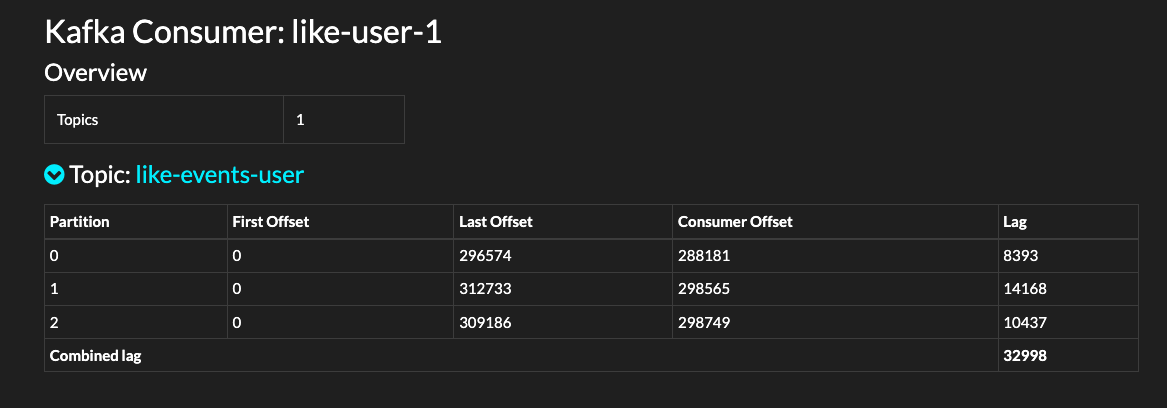 Kafka Consumer: like-user-1
Overview
Topics 1
Topic: like-events-user
Partition First Offset Last Offset Consumer Offset Lag
0 0 296574 288181 8393
1 0 312733 298565 14168
2 0 309186 298749 10437
Combined lag 32998